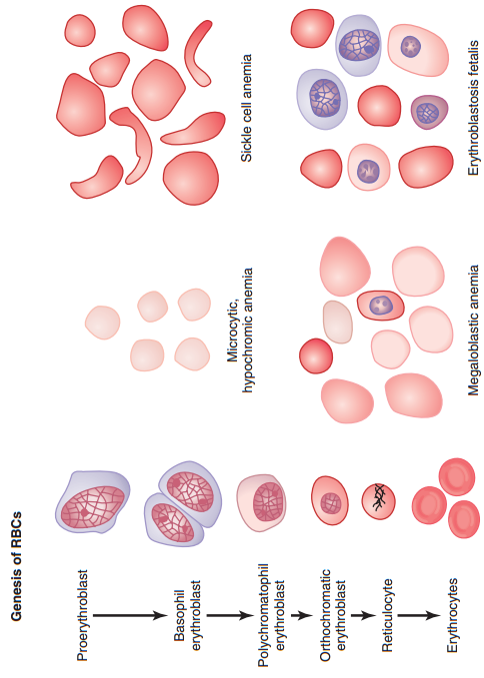 Genesis of RBCs
Proerythroblast
Basophil
erythroblast
Polychromatophil
erythroblast
Orthochromatic
erythroblast
Reticulocyte
Erythrocytes
Microcytic,
hypochromic anemia
Sickle cell anemia
Megaloblastic anemia
Erythroblastosis fetalis